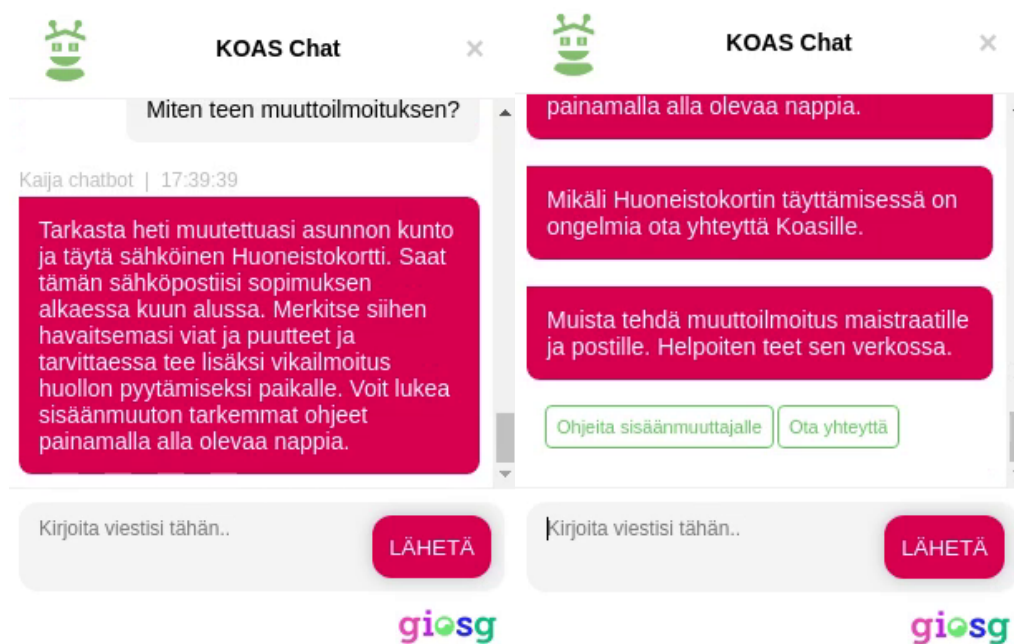 KOAS Chat
×
Miten teen muuttoilmoituksen?
Kaija chatbot | 17:39:39
Tarkasta heti muutettuasi asunnon kunto
ja täytä sähköinen Huoneistokortti. Saat
tämän sähköpostiisi sopimuksen
alkaessa kuun alussa. Merkitse siihen
havaitsemasi viat ja puutteet ja
tarvittaessa tee lisäksi vikailmoitus
huollon pyytämiseksi paikalle. Voit lukea
sisäänmuuton tarkemmat ohjeet
painamalla alla olevaa nappia.
Kirjoita viestisi tähän..
LÄHETÄ
giosg
KOAS Chat
×
painamalla alla olevaa nappia.
Mikäli Huoneistokortin täyttämisessä on
ongelmia ota yhteyttä Koasille.
Muista tehdä muuttoilmoitus maistraatille
ja postille. Helpoiten teet sen verkossa.
Ohjeita sisäänmuuttajalle
Ota yhteyttä
Kirjoita viestisi tähän..
LÄHETÄ
giosg